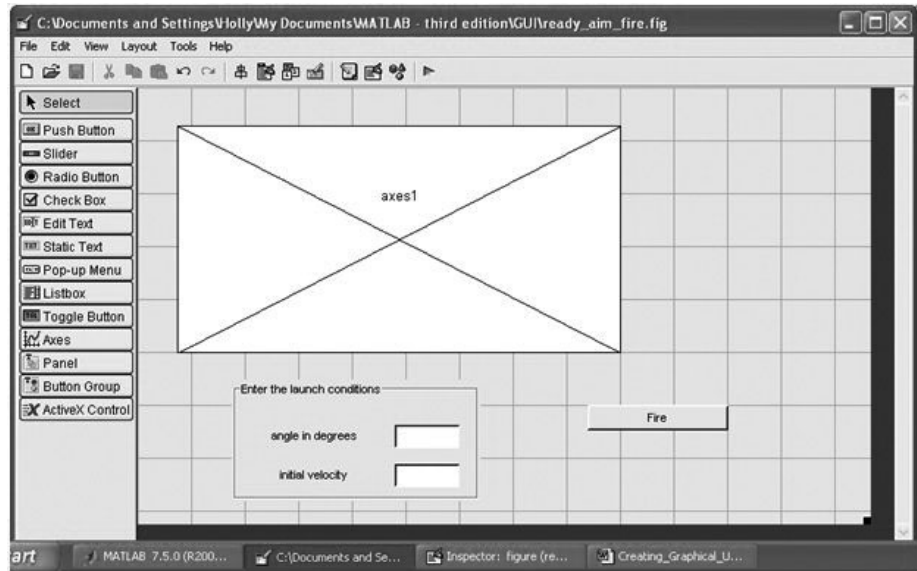 C:\Documents and Settings\Holly\My Documents\MATLAB - third edition\GUI\ready_aim_fire.fig
File Edit View Layout Tools Help
Select
Push Button
Slider
Radio Button
Check Box
Edit Text
Static Text
Pop-up Menu
Listbox
Toggle Button
Axes
Panel
Button Group
ActiveX Control
axes1
Enter the launch conditions
angle in degrees
initial velocity
Fire
art
MATLAB 7.5.0 (R200...
C:\Documents and Se...
Inspector: figure (re...
Creating_Graphical_U...